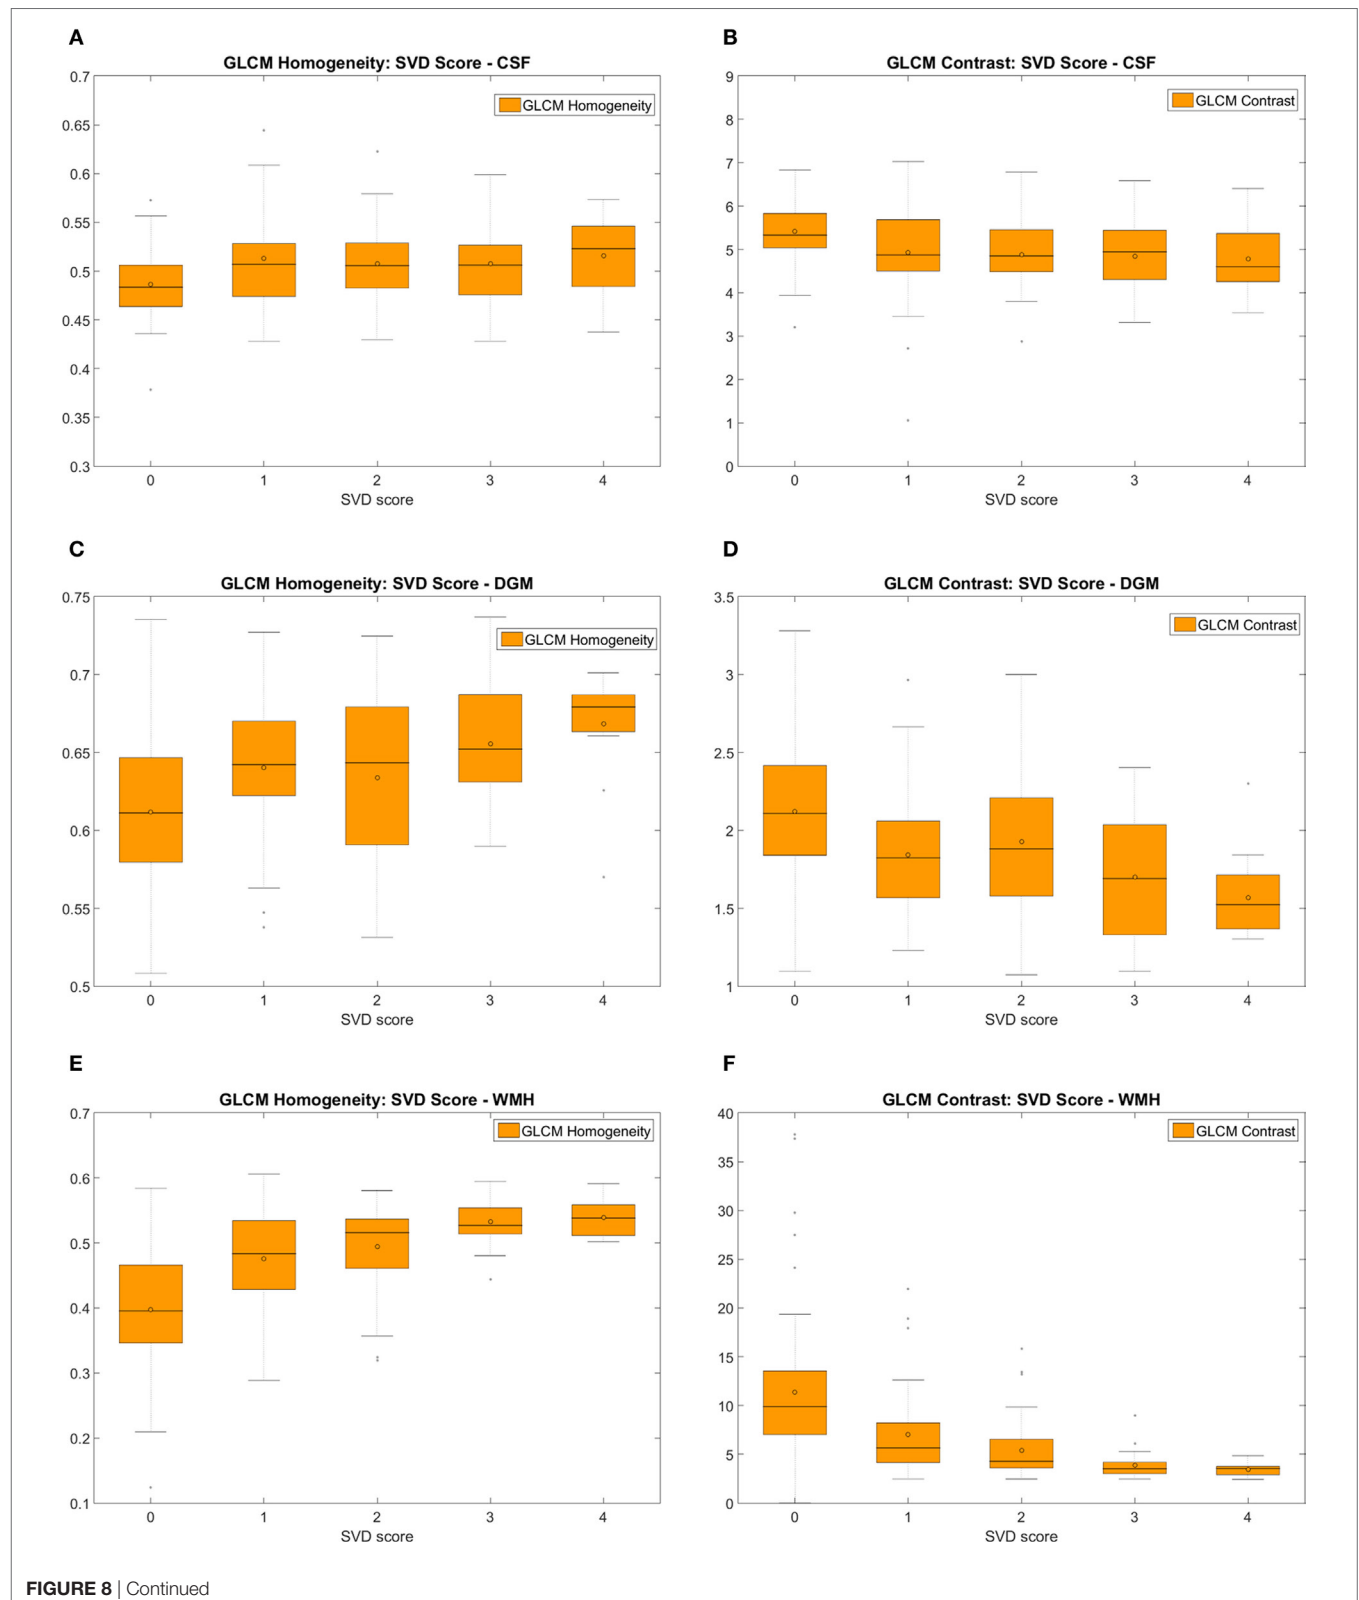 A
GLCM Homogeneity: SVD Score - CSF
GLCM Homogeneity
0.7
0.65
0.6
0.55
0.5
0.45
0.4
0.35
0.3
0 1 2 3 4
SVD score
B
GLCM Contrast: SVD Score - CSF
GLCM Contrast
9
8
7
6
5
4
3
2
1
0
0 1 2 3 4
SVD score
C
GLCM Homogeneity: SVD Score - DGM
GLCM Homogeneity
0.75
0.7
0.65
0.6
0.55
0.5
0 1 2 3 4
SVD score
D
GLCM Contrast: SVD Score - DGM
GLCM Contrast
3.5
3
2.5
2
1.5
1
0 1 2 3 4
SVD score
E
GLCM Homogeneity: SVD Score - WMH
GLCM Homogeneity
0.7
0.6
0.5
0.4
0.3
0.2
0.1
0 1 2 3 4
SVD score
F
GLCM Contrast: SVD Score - WMH
GLCM Contrast
40
35
30
25
20
15
10
5
0
0 1 2 3 4
SVD score
FIGURE 8 | Continued